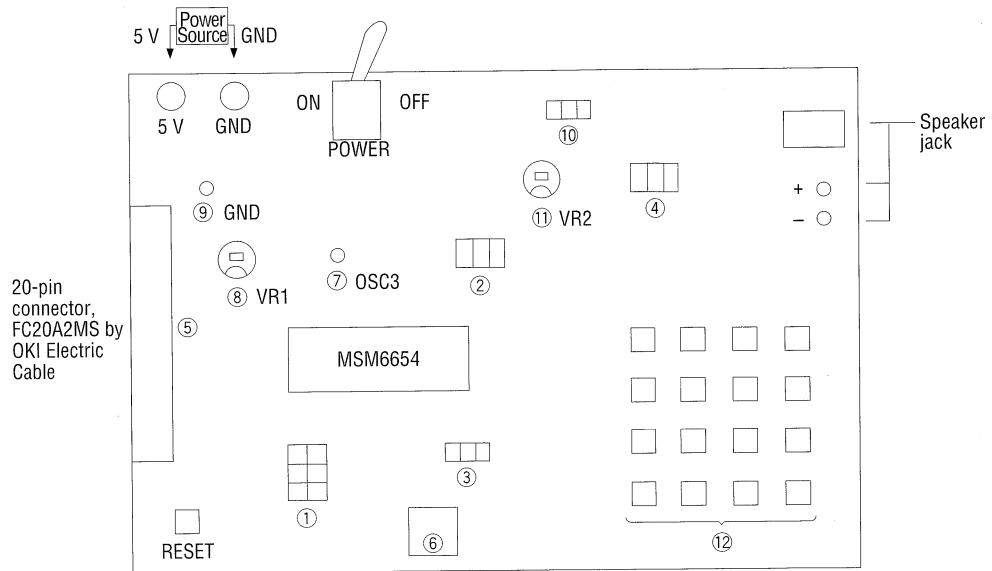 Power
Source
5 V
GND
ON
OFF
5 V
GND
POWER
⑩
Speaker
jack
⑨ GND
⑪ VR2
④
+
–
⑧ VR1
⑦ OSC3
②
20-pin
connector,
FC20A2MS by
OKI Electric
Cable
⑤
MSM6654
③
①
⑥
⑫
RESET